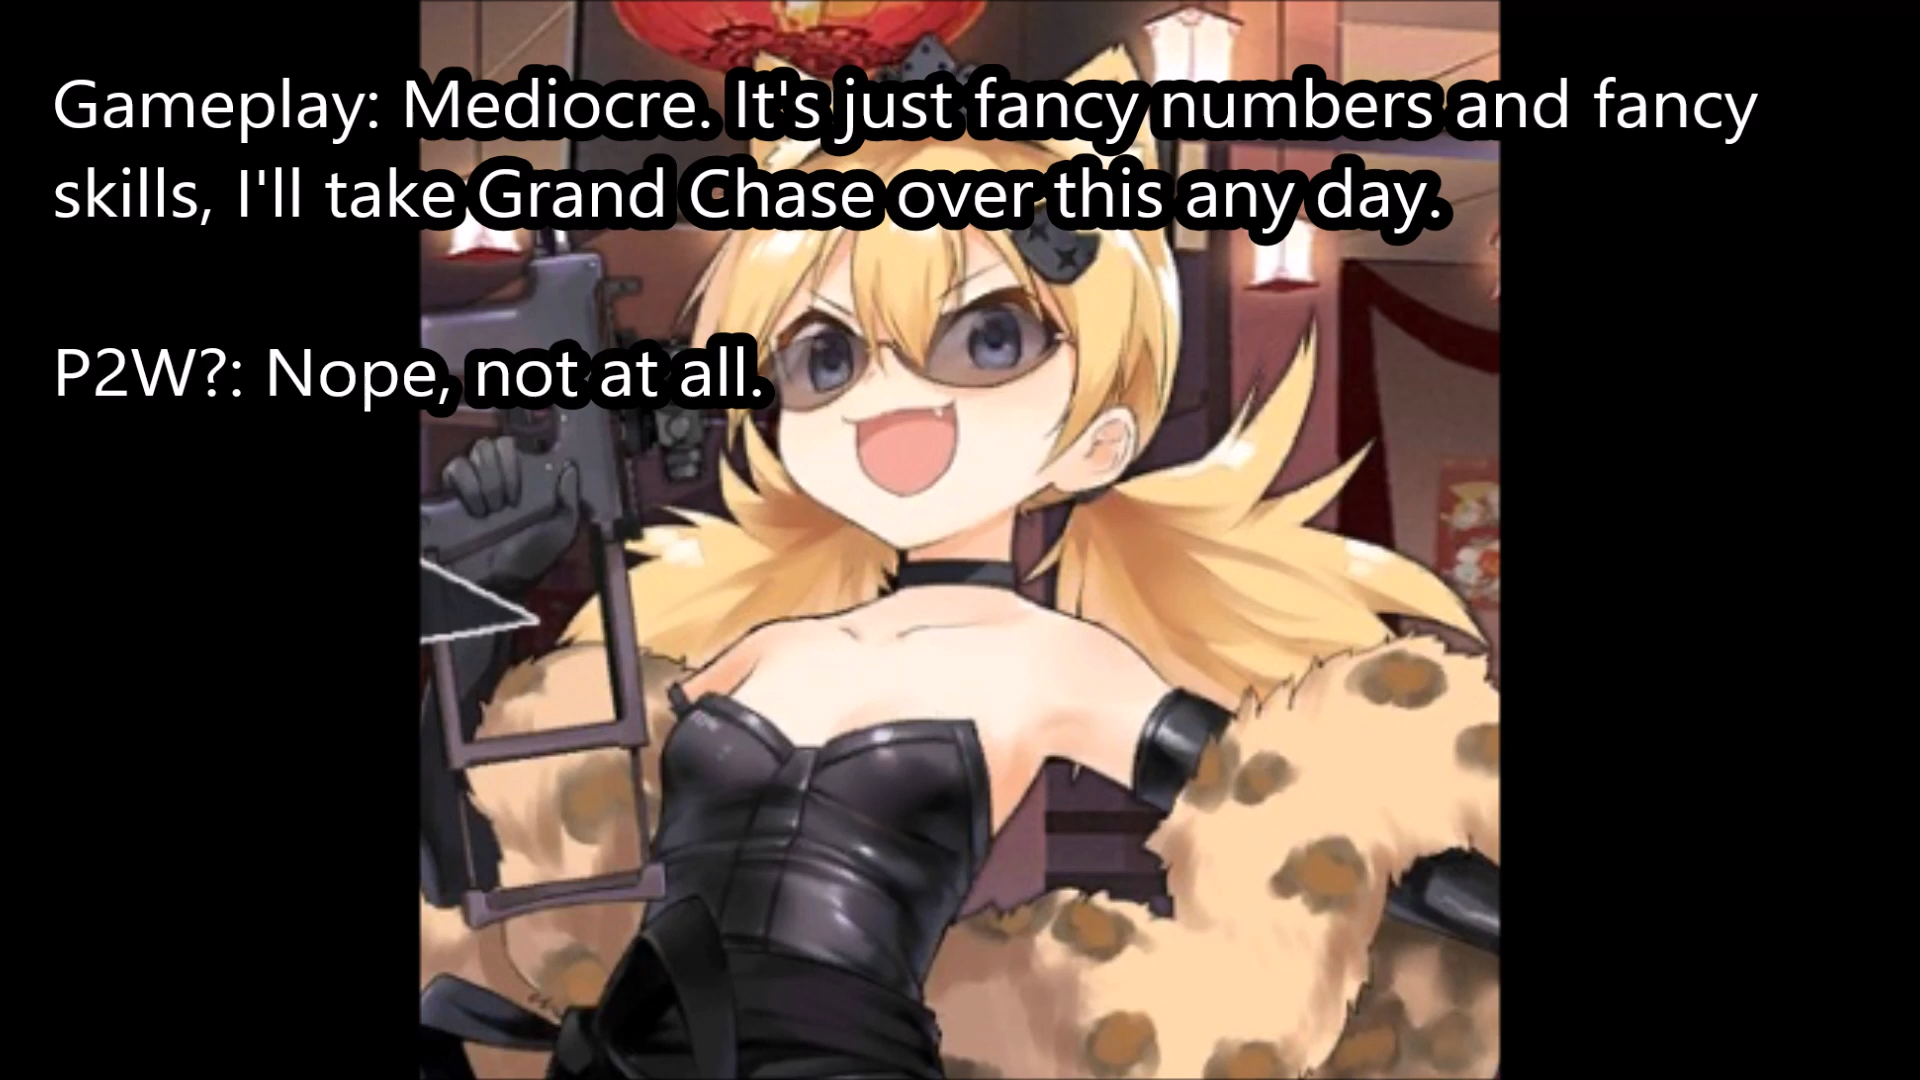 Gameplay: Mediocre. It's just fancy numbers and fancy
skills, I'll take Grand Chase over this any day.
P2W?: Nope, not at all.